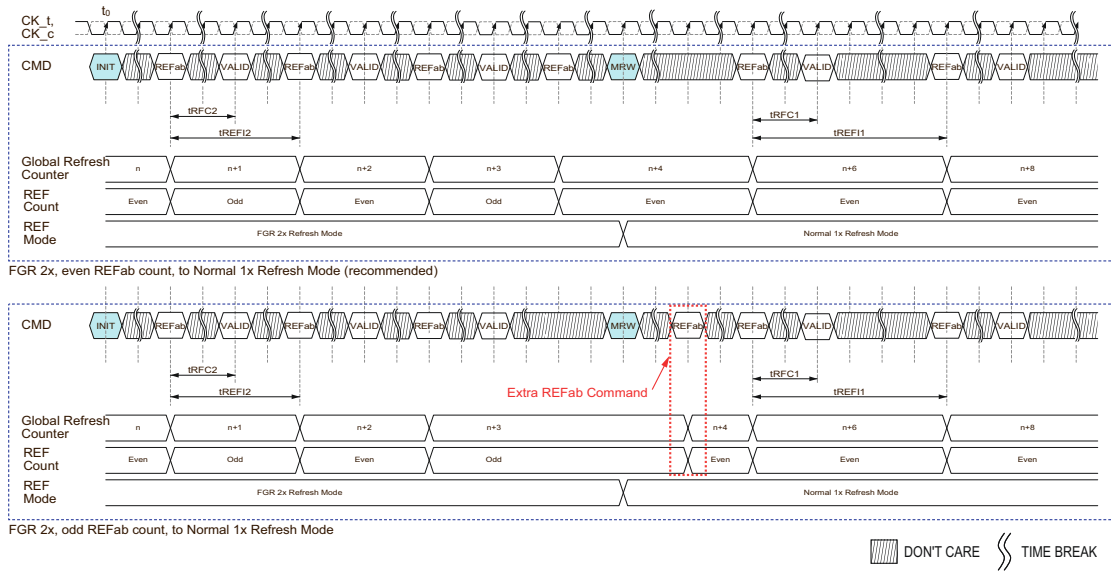 t0
CK_t,
CK_c
CMD INIT REFab VALID REFab VALID REFab VALID REFab MRW REFab VALID REFab VALID
tRFC2 tRFC1
tREFI2 tREFI1
Global Refresh
Counter n n+1 n+2 n+3 n+4 n+6 n+8
REF
Count Even Odd Even Odd Even Even Even
REF
Mode FGR 2x Refresh Mode Normal 1x Refresh Mode
FGR 2x, even REFab count, to Normal 1x Refresh Mode (recommended)
CMD INIT REFab VALID REFab VALID REFab VALID MRW REFab REFab VALID REFab VALID
tRFC2 tRFC1
tREFI2 Extra REFab Command tREFI1
Global Refresh
Counter n n+1 n+2 n+3 n+4 n+6 n+8
REF
Count Even Odd Even Odd Even Even Even
REF
Mode FGR 2x Refresh Mode Normal 1x Refresh Mode
FGR 2x, odd REFab count, to Normal 1x Refresh Mode
DON'T CARE TIME BREAK